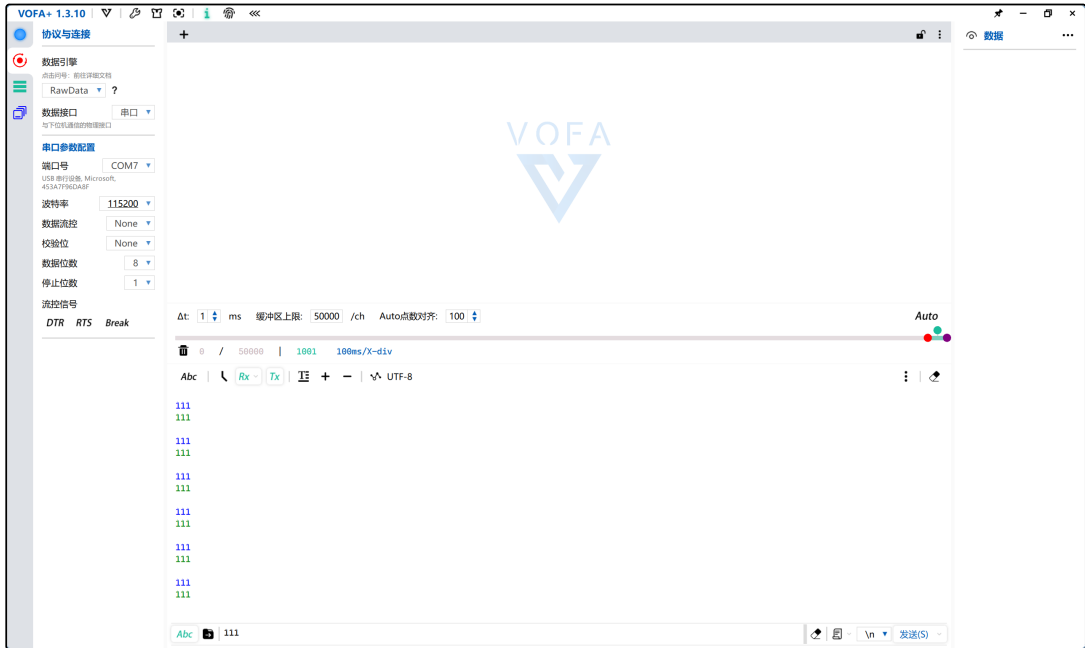 VOFA+ 1.3.10
协议与连接
数据引擎
点击问号：前往详细文档
RawData ?
数据接口 串口
与下位机通信的物理接口
串口参数配置
端口号 COM7
USB 串行设备, Microsoft,
453A7F96DA8F
波特率 115200
数据流控 None
校验位 None
数据位数 8
停止位数 1
流控信号
DTR RTS Break
+
VOFA
Δt: 1 ms 缓冲区上限: 50000 /ch Auto点数对齐: 100 Auto
0 / 50000 | 1001 100ms/X-div
Abc Rx Tx + − UTF-8
111
111
111
111
111
111
111
111
111
111
111
111
Abc 111 \n 发送(S)
数据